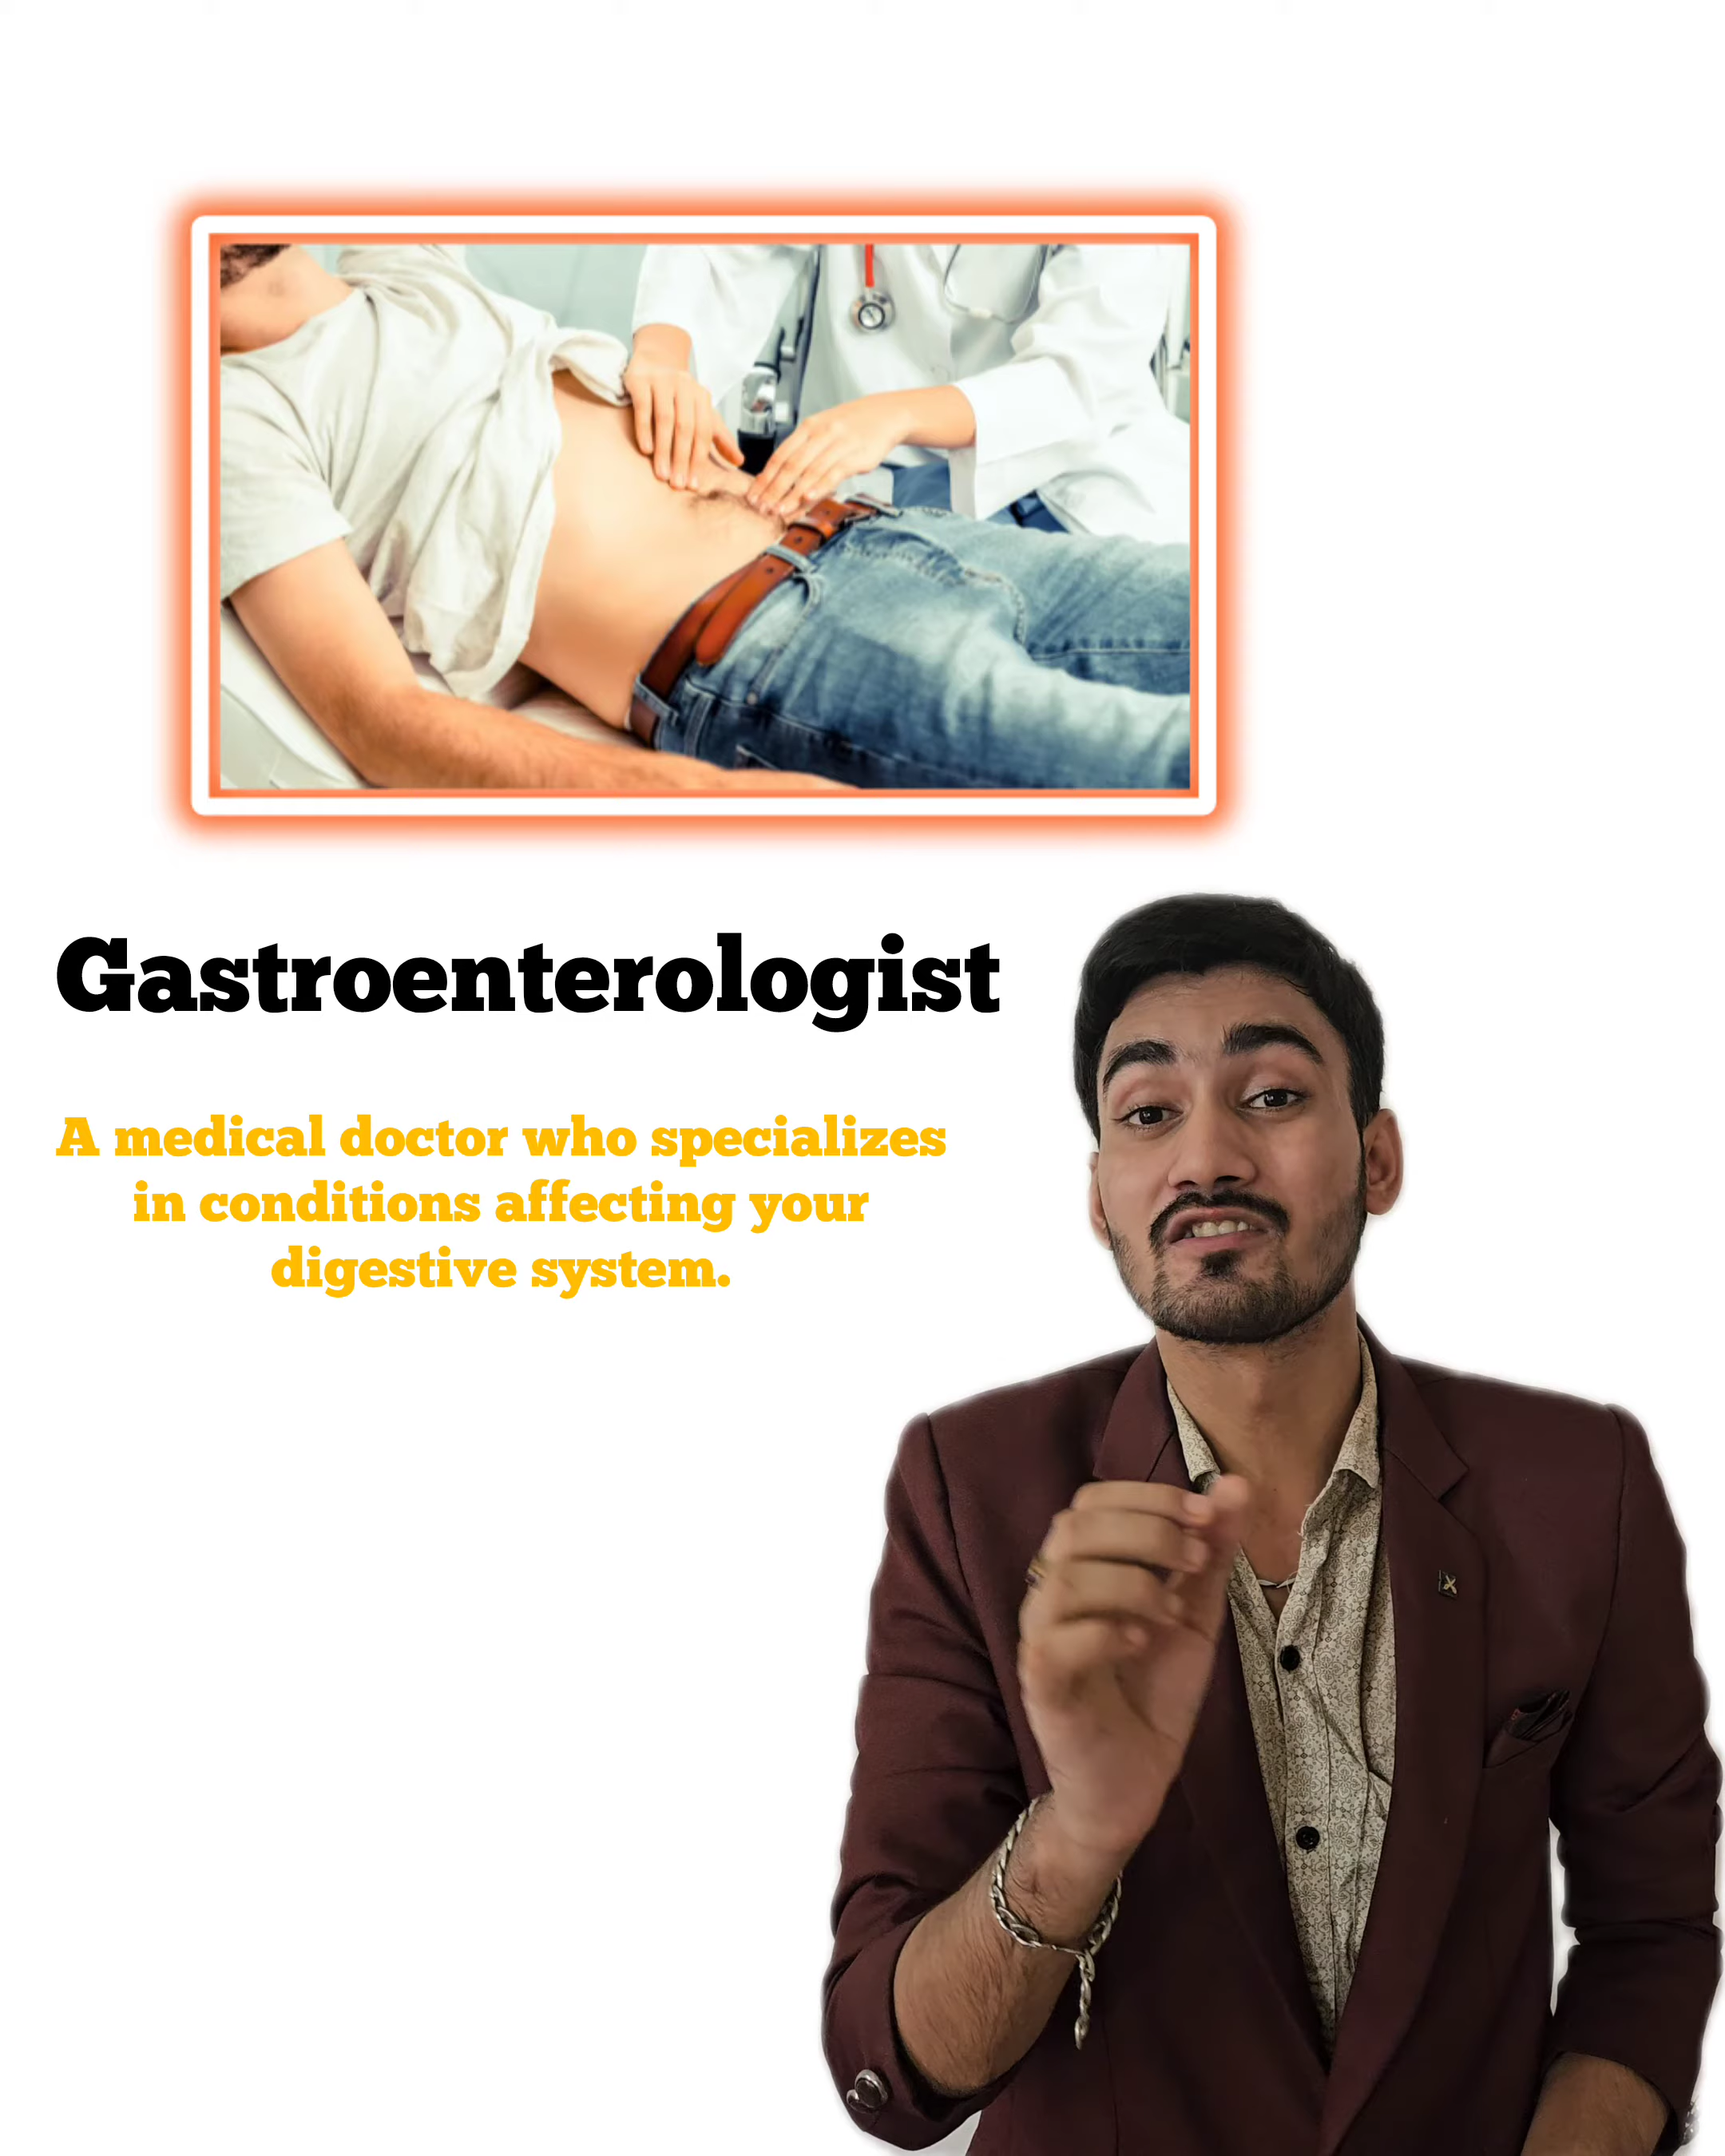 Gastroenterologist
A medical doctor who specializes
in conditions affecting your
digestive system.